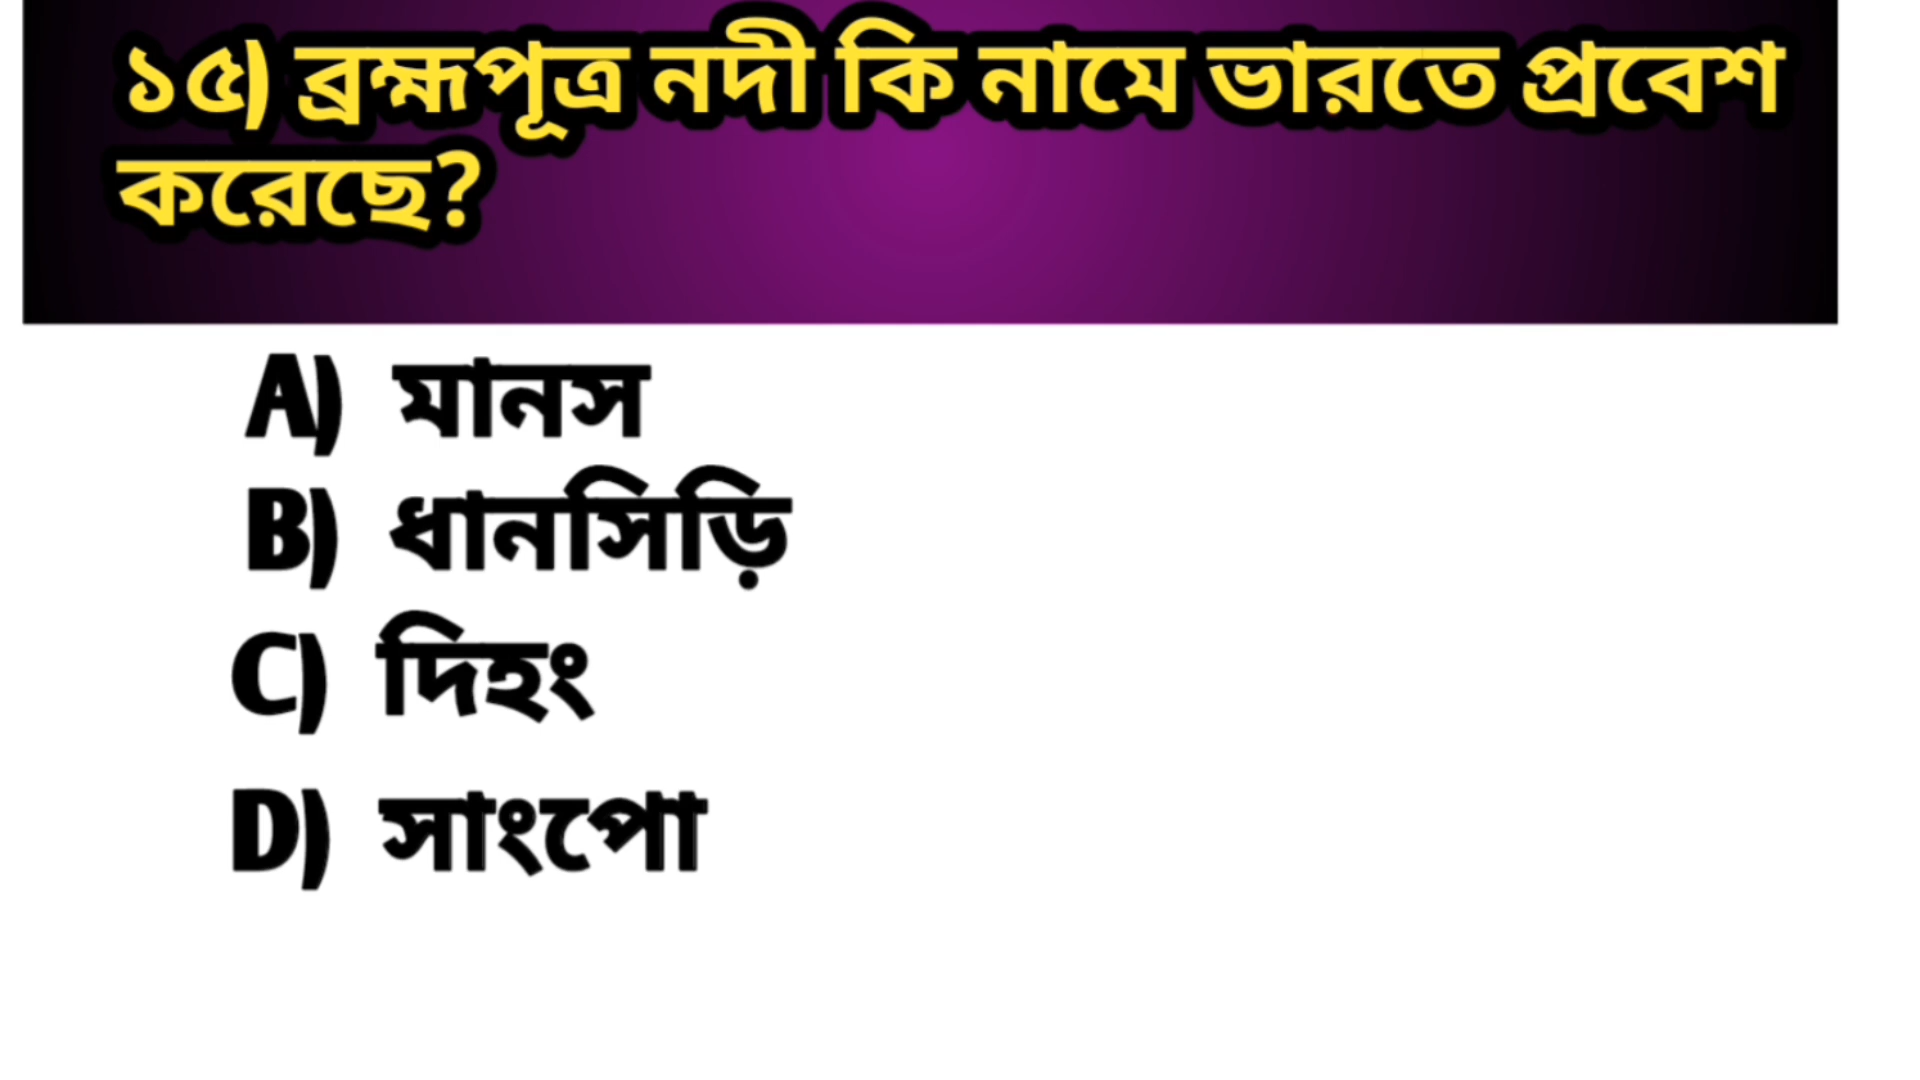 ১৫) ব্রহ্মপূত্র নদী কি নামে ভারতে প্রবেশ
করেছে?
A) মানস
B) ধানসিড়ি
C) দিহং
D) সাংপো